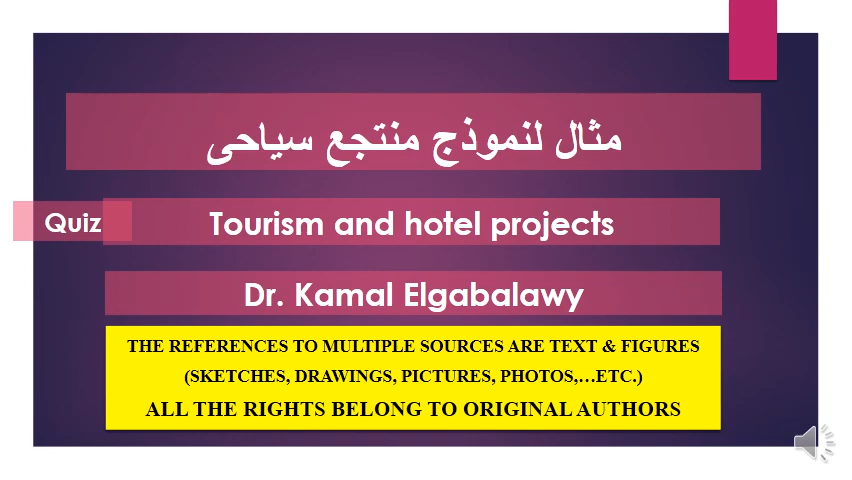 مثال لنموذج منتجع سياحى
Quiz
Tourism and hotel projects
Dr. Kamal Elgabalawy
THE REFERENCES TO MULTIPLE SOURCES ARE TEXT & FIGURES
(SKETCHES, DRAWINGS, PICTURES, PHOTOS,…ETC.)
ALL THE RIGHTS BELONG TO ORIGINAL AUTHORS